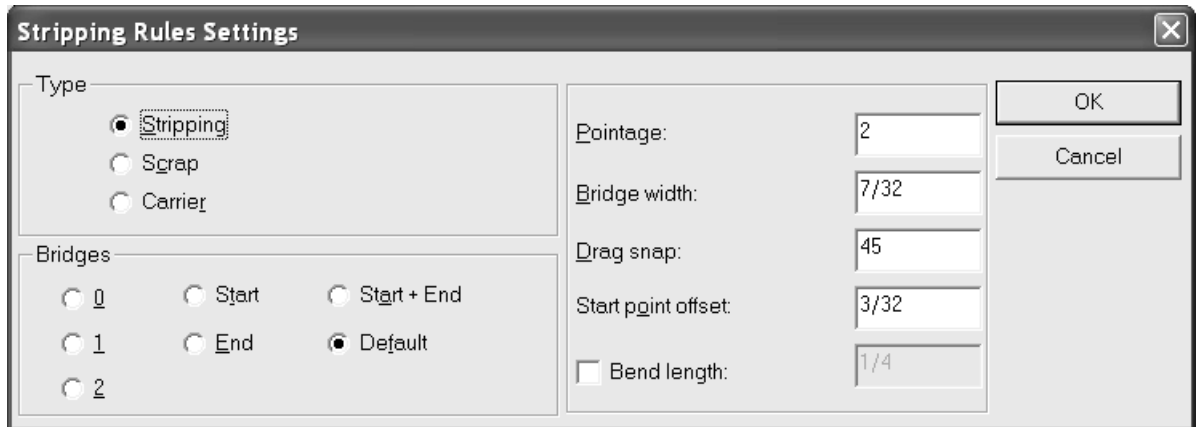 Stripping Rules Settings
Type
Stripping
Scrap
Carrier
Bridges
0 Start Start + End
1 End Default
2
Pointage: 2
Bridge width: 7/32
Drag snap: 45
Start point offset: 3/32
Bend length: 1/4
OK
Cancel